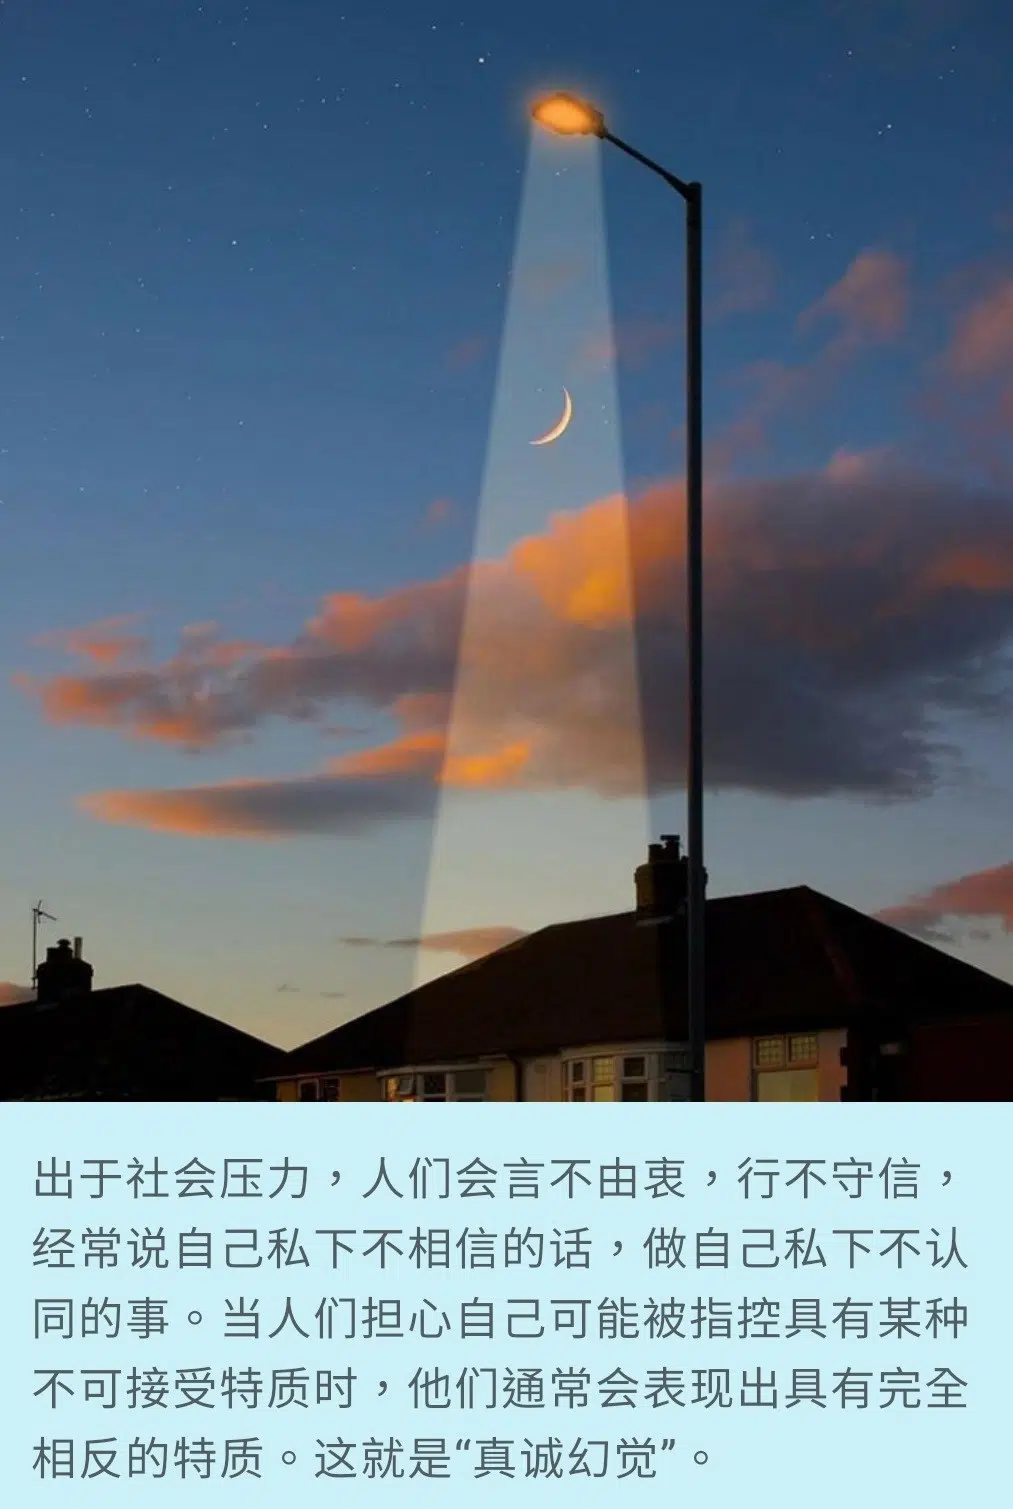 出于社会压力，人们会言不由衷，行不守信，
经常说自己私下不相信的话，做自己私下不认
同的事。当人们担心自己可能被指控具有某种
不可接受特质时，他们通常会表现出具有完全
相反的特质。这就是“真诚幻觉”。